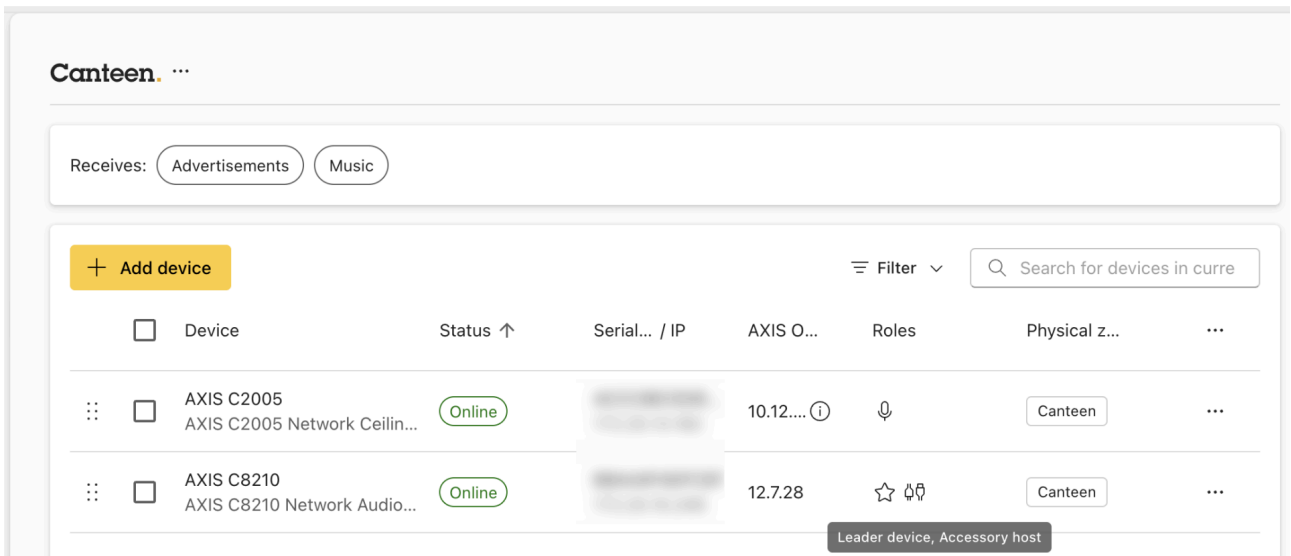 Canteen. ...
Receives: Advertisements Music
+ Add device Filter Search for devices in curre
Device Status ↑ Serial... / IP AXIS O... Roles Physical z... ...
AXIS C2005
AXIS C2005 Network Ceilin... Online 10.12.... Canteen ...
AXIS C8210
AXIS C8210 Network Audio... Online 12.7.28 Canteen ...
Leader device, Accessory host